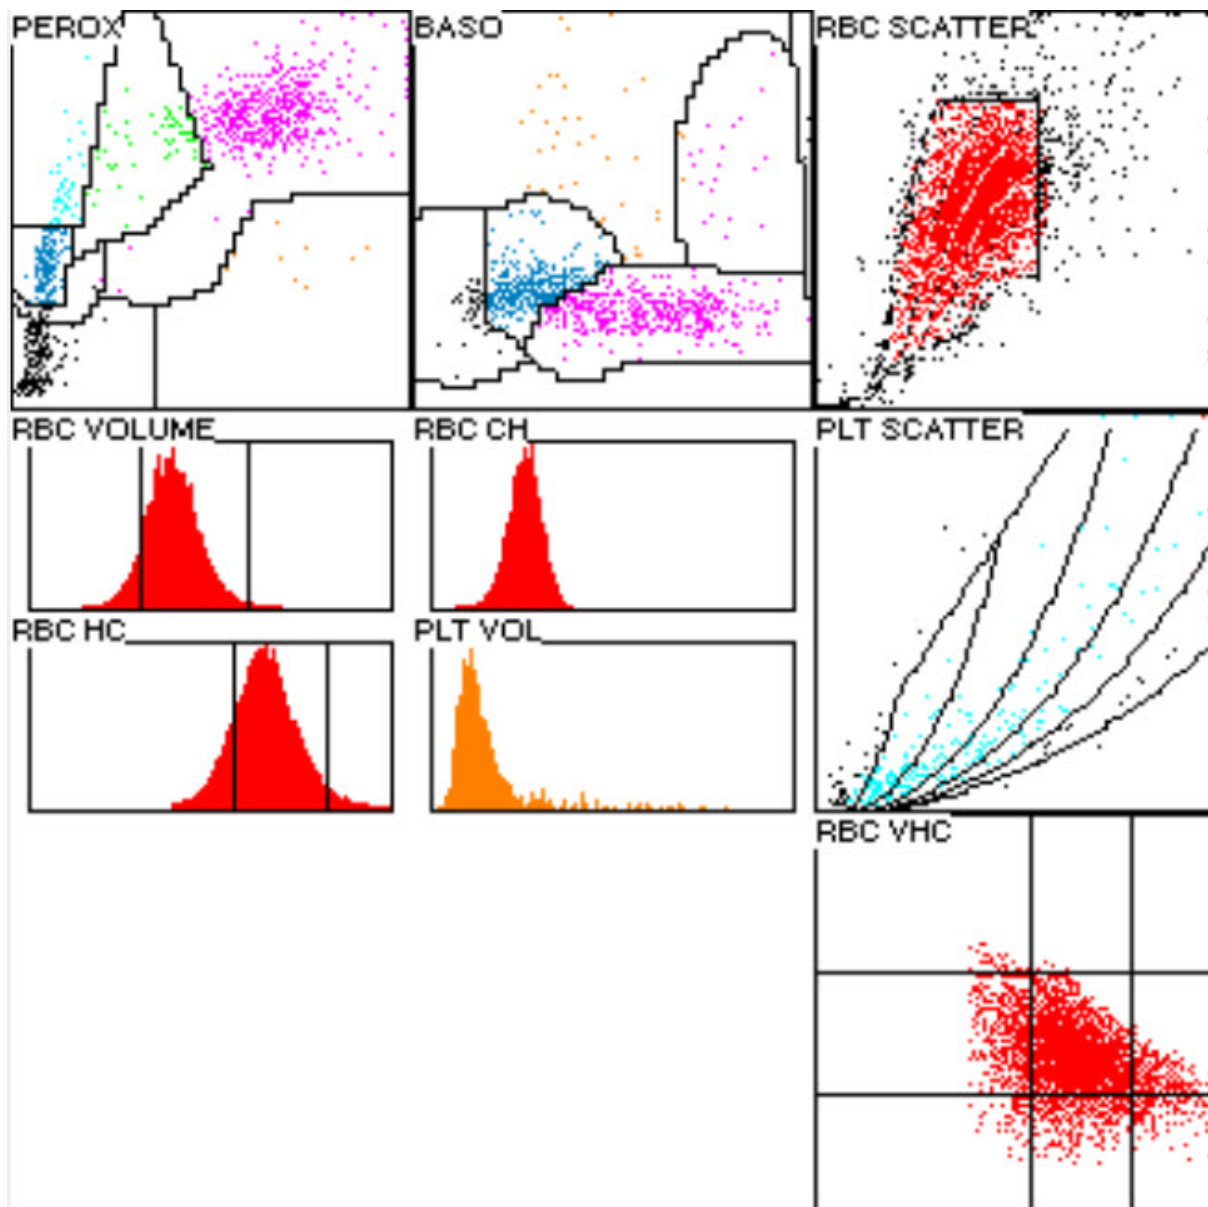 PEROX
BASO
RBC SCATTER
RBC VOLUME
RBC CH
PLT SCATTER
RBC HC
PLT VOL
RBC VHC